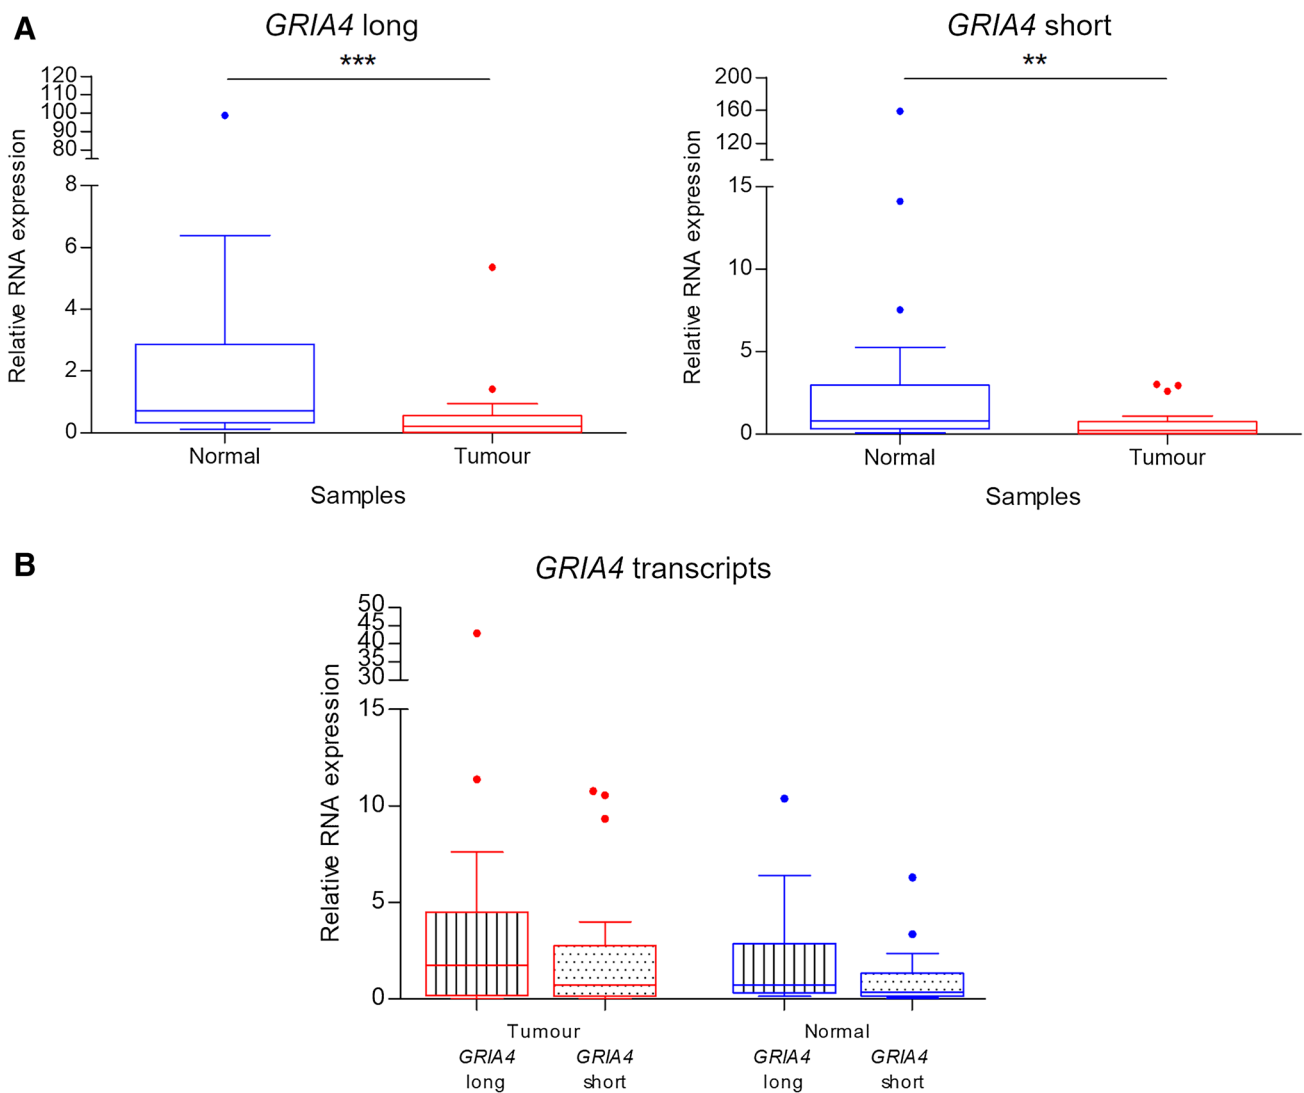 A
GRIA4 long
***
Relative RNA expression
120
100
90
80
8
6
4
2
0
Normal
Tumour
Samples
GRIA4 short
**
Relative RNA expression
200
160
120
15
10
5
0
Normal
Tumour
Samples
B
GRIA4 transcripts
Relative RNA expression
50
45
40
35
30
15
10
5
0
Tumour
Normal
GRIA4 GRIA4 GRIA4 GRIA4
long short long short